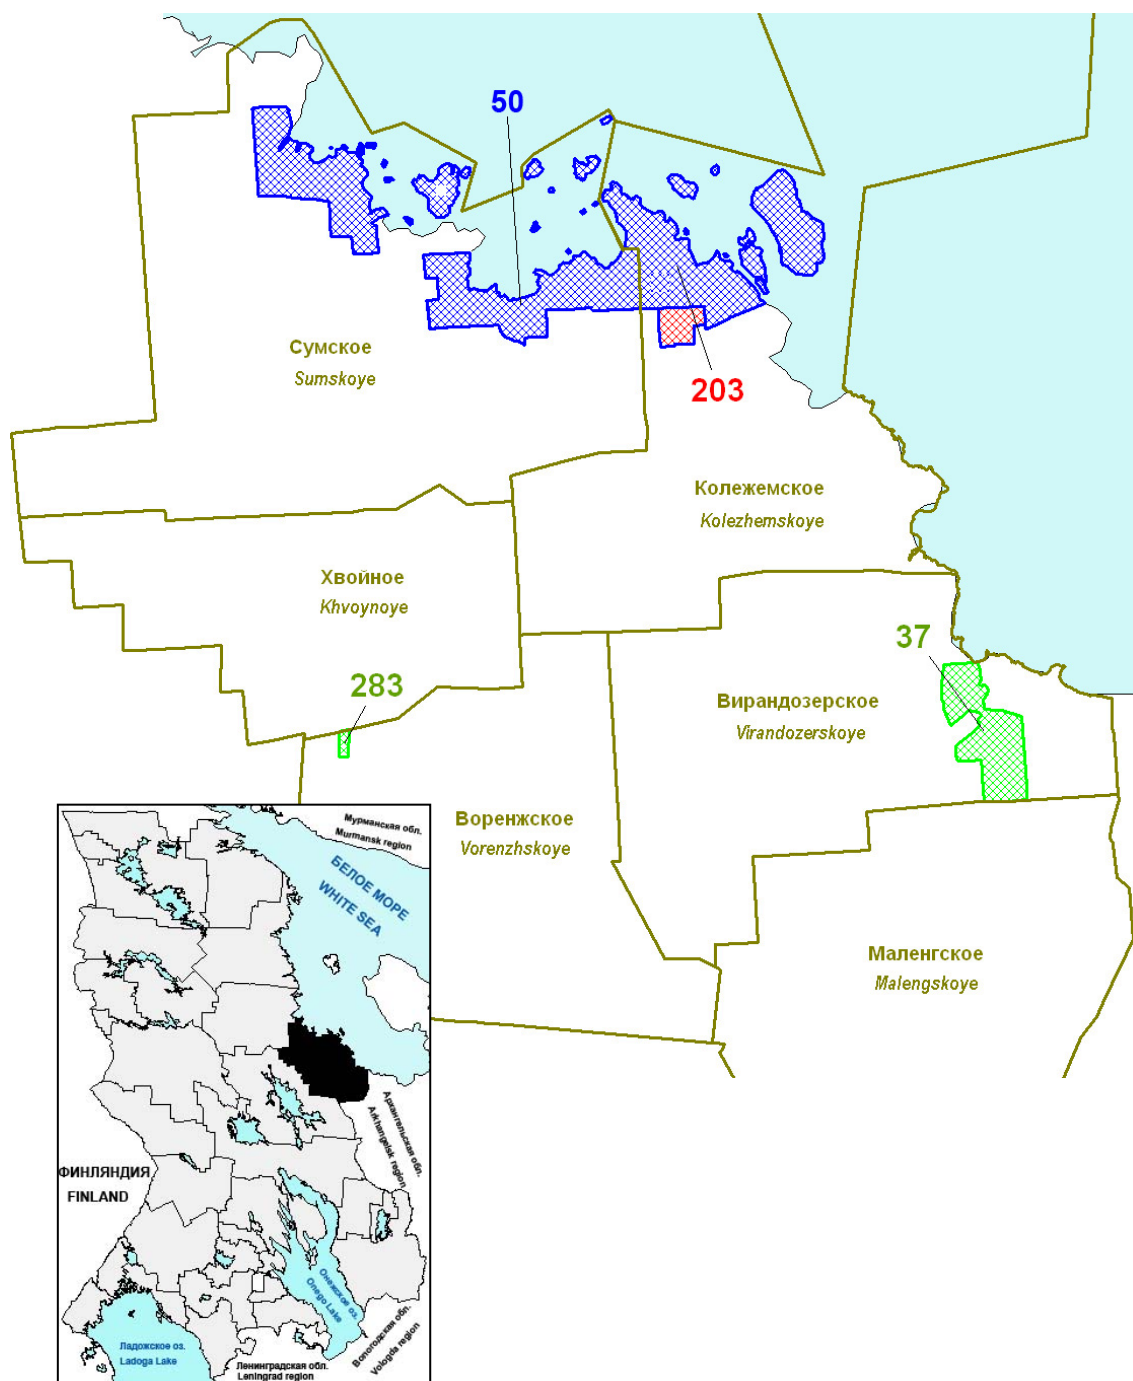 50
Сумское
Sumskoye
203
Колежемское
Kolezhemskoye
Хвойное
Khvoynoye
37
283
Вирандозерское
Virandozerskoye
Воренжское
Vorenzhskoye
Маленгское
Malengskoye
Мурманская обл.
Murmansk region
БЕЛОЕ МОРЕ
WHITE SEA
Архангельская обл.
Arkhangelsk region
ФИНЛЯНДИЯ
FINLAND
Онежское оз.
Onego Lake
Вологодская обл.
Vologda region
Ладожское оз.
Ladoga Lake
Ленинградская обл.
Leningrad region